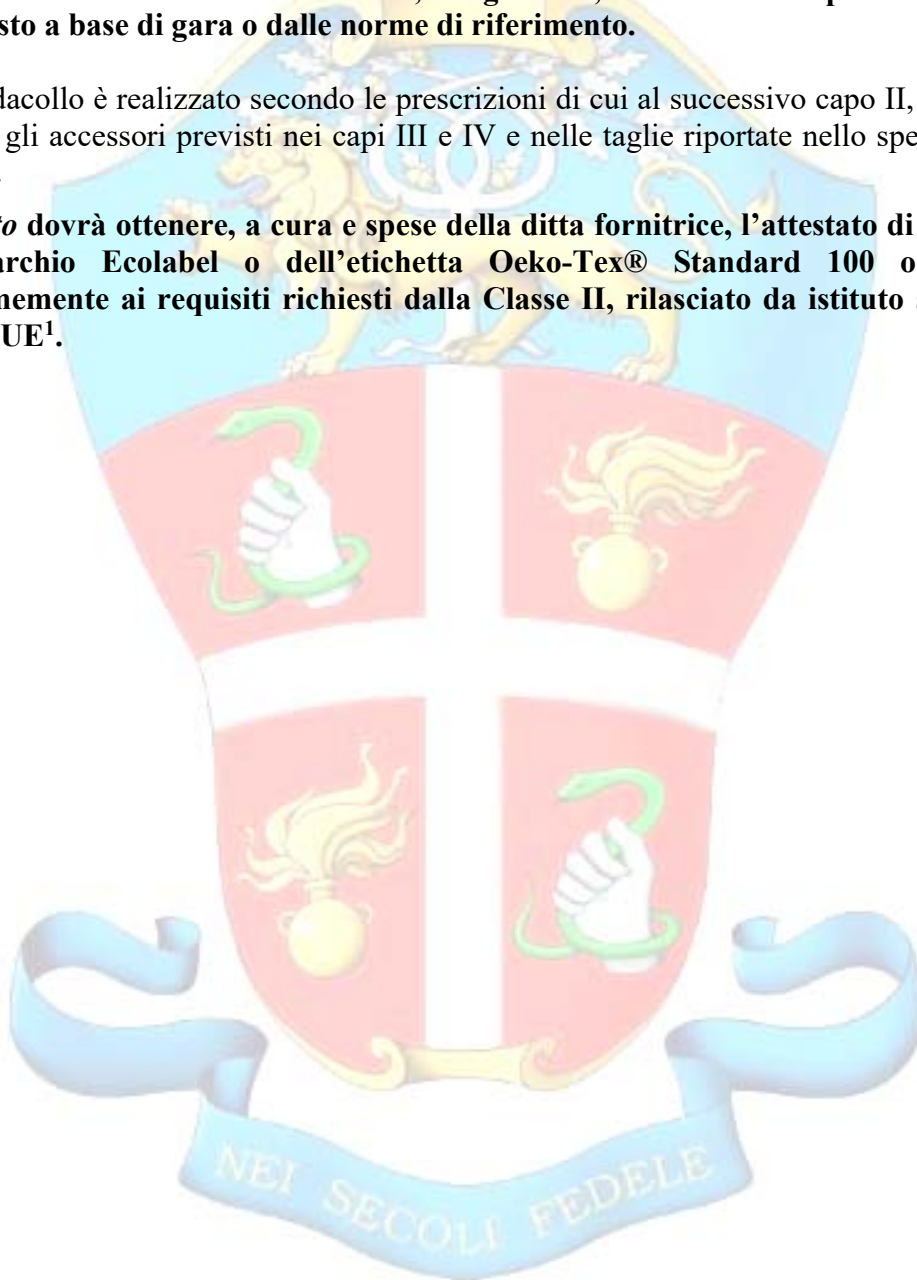 sto a base di gara o dalle norme di riferimento.
dacollo è realizzato secondo le prescrizioni di cui al successivo capo II,
gli accessori previsti nei capi III e IV e nelle taglie riportate nello spe
to dovrà ottenere, a cura e spese della ditta fornitrice, l'attestato di
archio Ecolabel o dell'etichetta Oeko-Tex® Standard 100 o
memente ai requisiti richiesti dalla Classe II, rilasciato da istituto
UE¹.
NEI SECOLI FEDELE